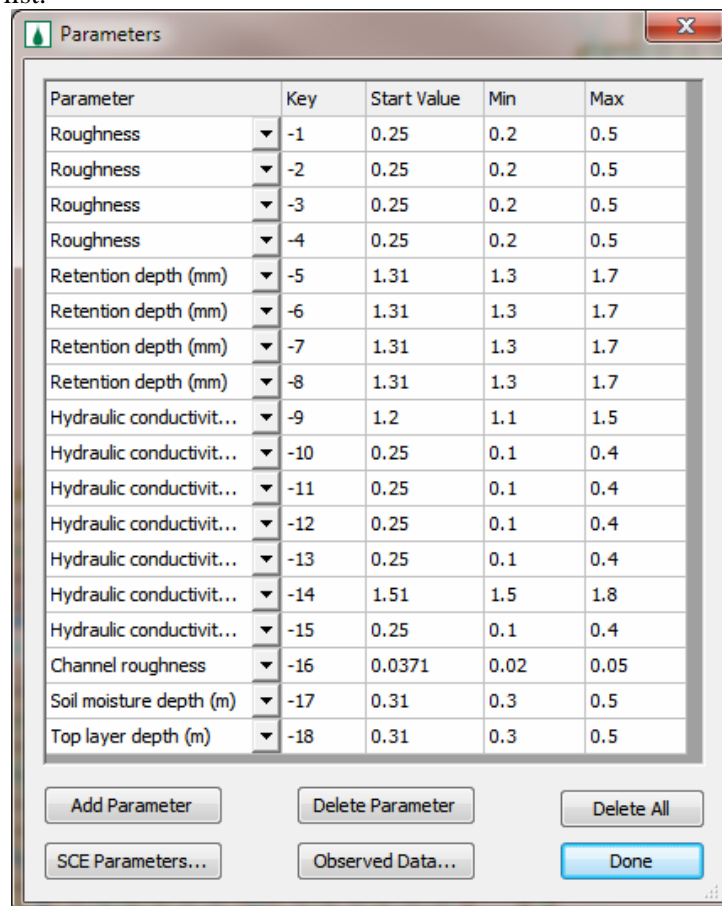 list.
Parameters
Parameter Key Start Value Min Max
Roughness -1 0.25 0.2 0.5
Roughness -2 0.25 0.2 0.5
Roughness -3 0.25 0.2 0.5
Roughness -4 0.25 0.2 0.5
Retention depth (mm) -5 1.31 1.3 1.7
Retention depth (mm) -6 1.31 1.3 1.7
Retention depth (mm) -7 1.31 1.3 1.7
Retention depth (mm) -8 1.31 1.3 1.7
Hydraulic conductivit... -9 1.2 1.1 1.5
Hydraulic conductivit... -10 0.25 0.1 0.4
Hydraulic conductivit... -11 0.25 0.1 0.4
Hydraulic conductivit... -12 0.25 0.1 0.4
Hydraulic conductivit... -13 0.25 0.1 0.4
Hydraulic conductivit... -14 1.51 1.5 1.8
Hydraulic conductivit... -15 0.25 0.1 0.4
Channel roughness -16 0.0371 0.02 0.05
Soil moisture depth (m) -17 0.31 0.3 0.5
Top layer depth (m) -18 0.31 0.3 0.5
Add Parameter Delete Parameter Delete All
SCE Parameters... Observed Data... Done